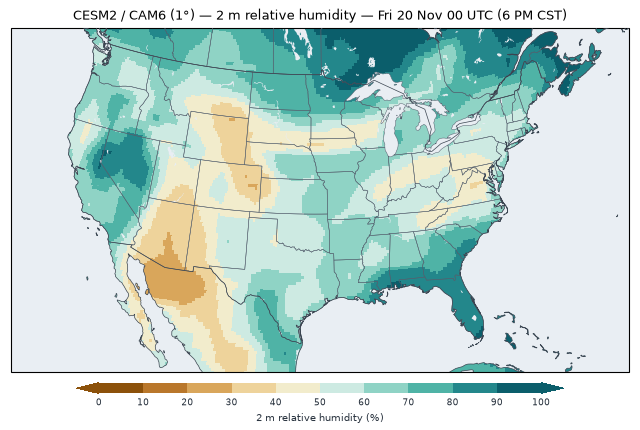 CESM2 / CAM6 (1°) — 2 m relative humidity — Fri 20 Nov 00 UTC (6 PM CST)
0 10 20 30 40 50 60 70 80 90 100
2 m relative humidity (%)